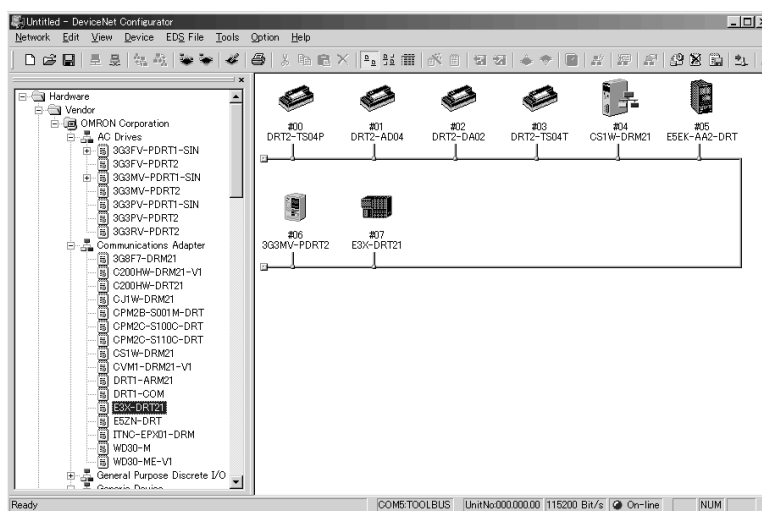 Untitled - DeviceNet Configurator
Network Edit View Device EDS File Tools Option Help
Hardware
Vendor
OMRON Corporation
AC Drives
3G3FV-PDRT1-SIN
3G3FV-PDRT2
3G3MV-PDRT1-SIN
3G3MV-PDRT2
3G3PV-PDRT1-SIN
3G3PV-PDRT2
3G3RV-PDRT2
Communications Adapter
3G8F7-DRM21
C200HW-DRM21-V1
C200HW-DRT21
CJ1W-DRM21
CPM2B-S001M-DRT
CPM2C-S100C-DRT
CPM2C-S110C-DRT
CS1W-DRM21
CVM1-DRM21-V1
DRT1-ARM21
DRT1-COM
E3X-DRT21
E5ZN-DRT
ITNC-EPX01-DRM
WD30-M
WD30-ME-V1
General Purpose Discrete I/O
Generic Device
#00 #01 #02 #03 #04 #05
DRT2-TS04P DRT2-AD04 DRT2-DA02 DRT2-TS04T CS1W-DRM21 E5EK-AA2-DRT
#06 #07
3G3MV-PDRT2 E3X-DRT21
Ready COM5:TOOLBUS UnitNo:000.000.00 115200 Bit/s On-line NUM